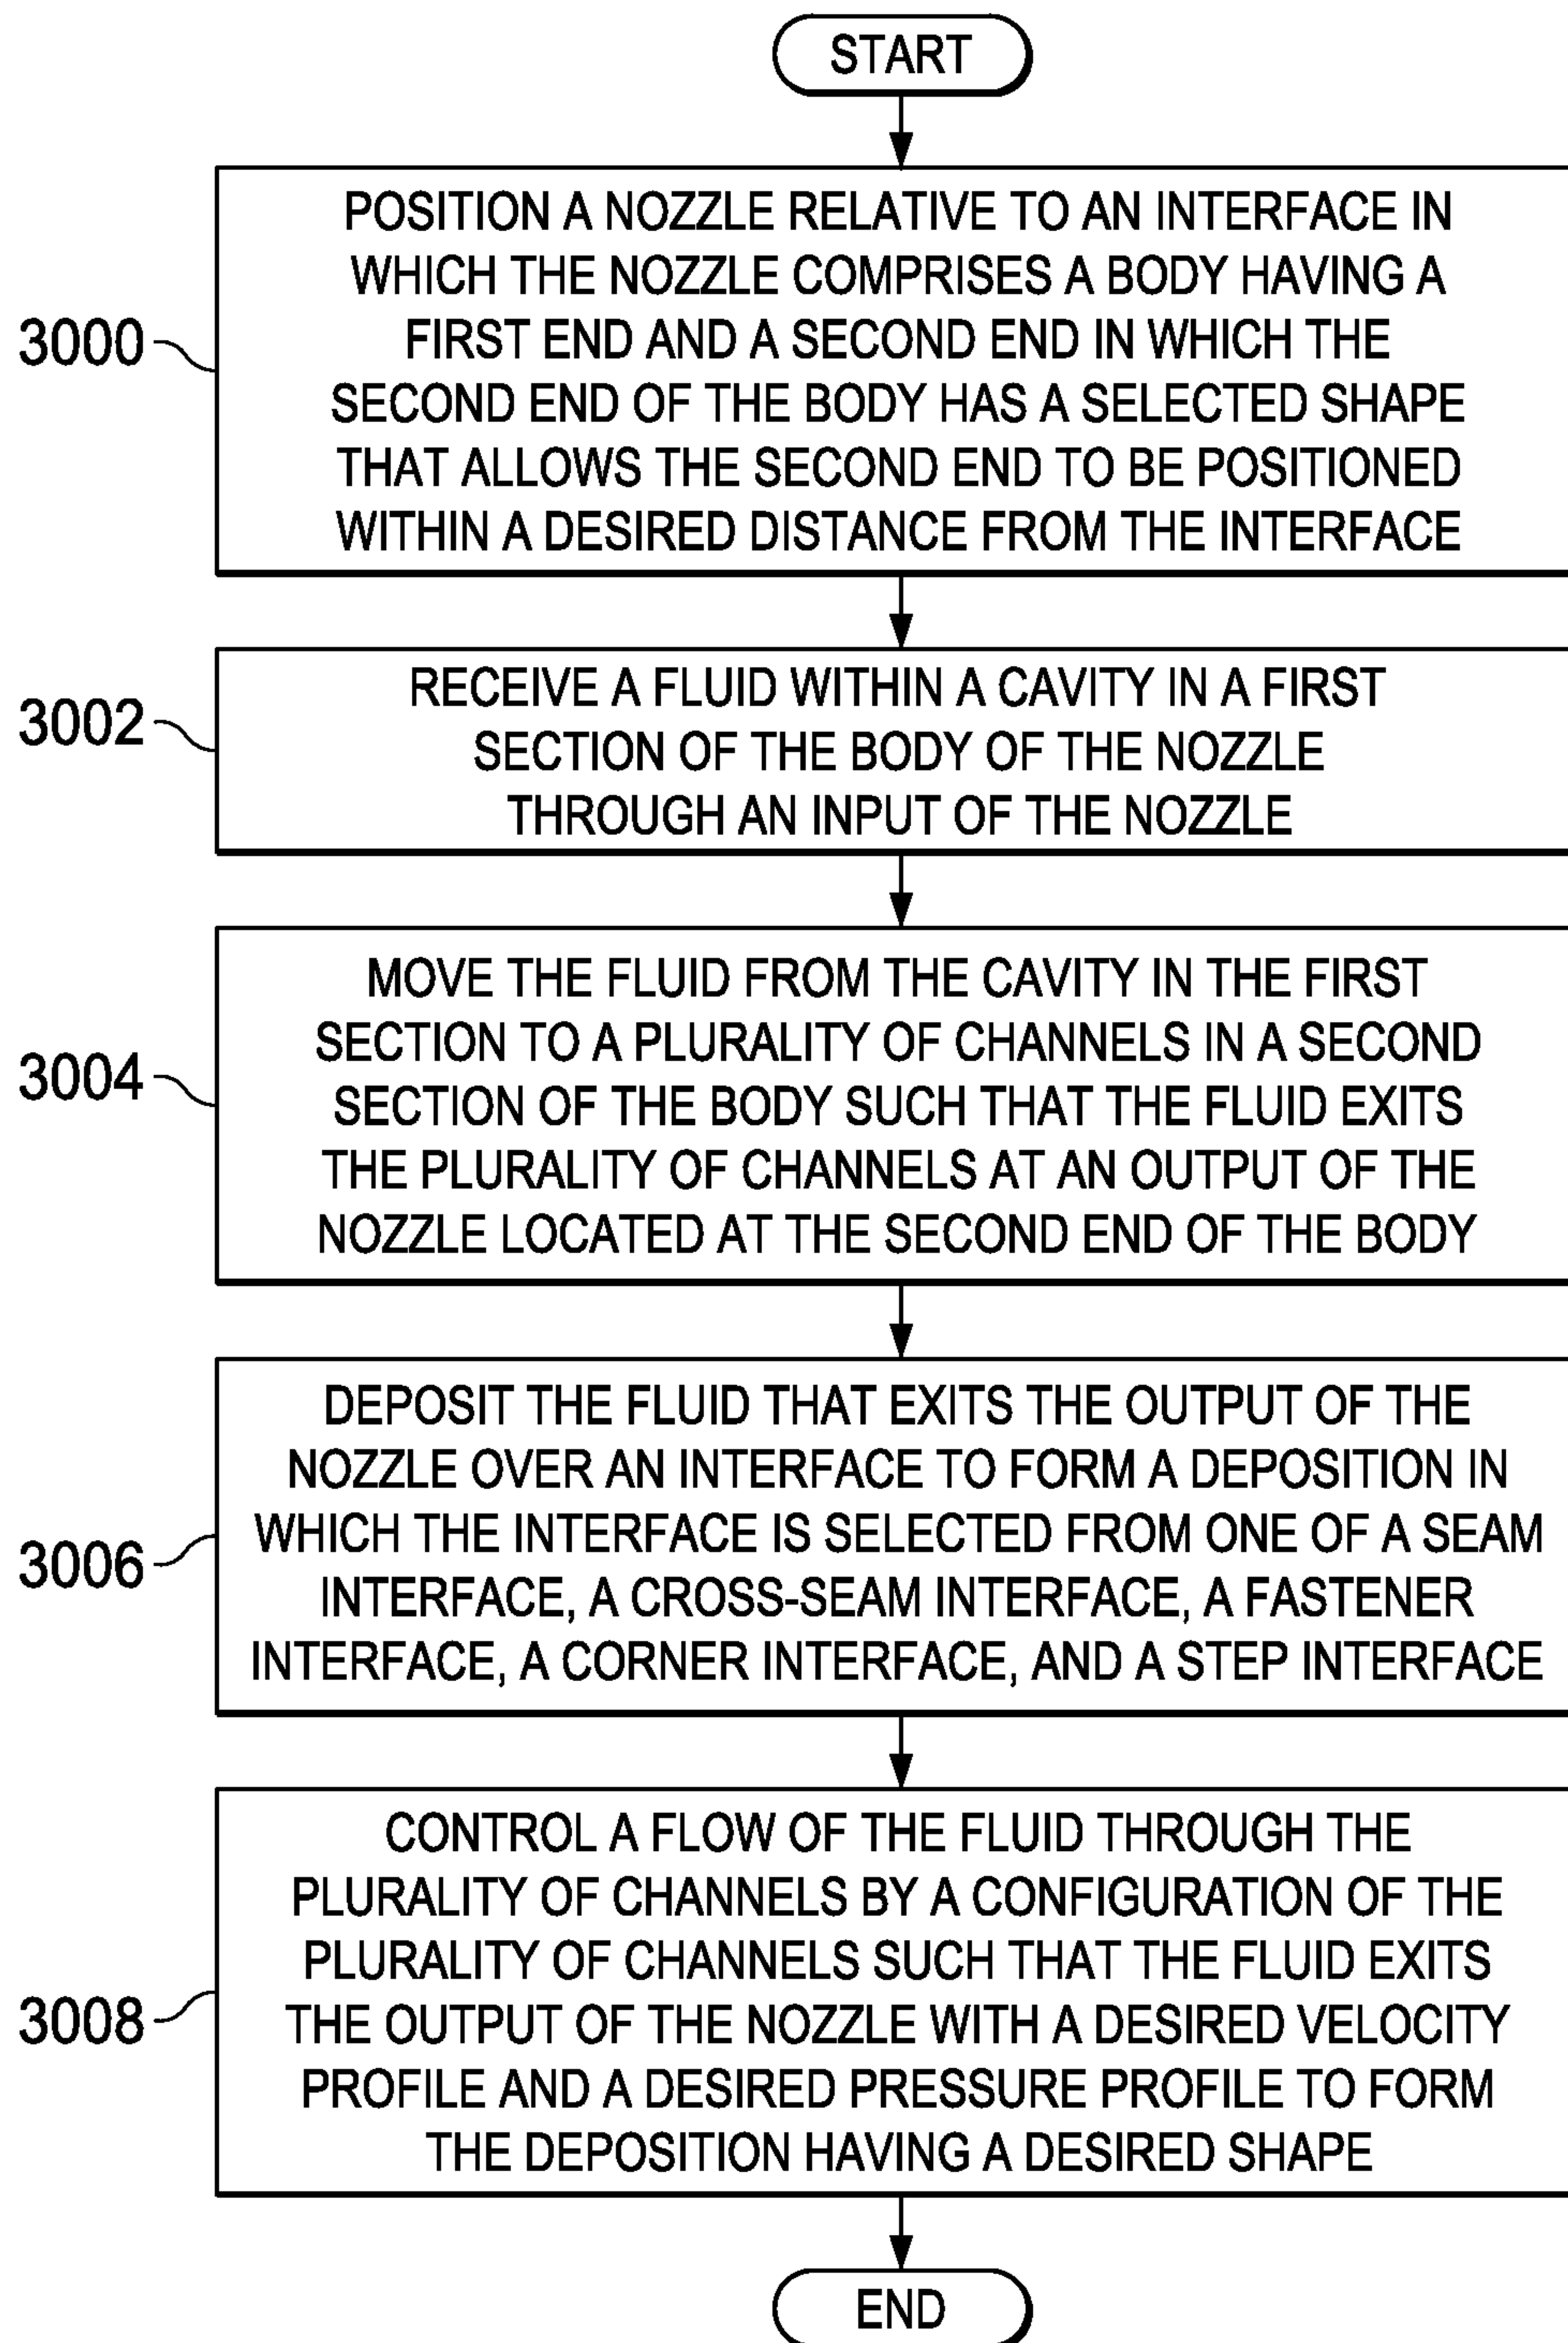 START
POSITION A NOZZLE RELATIVE TO AN INTERFACE IN
WHICH THE NOZZLE COMPRISES A BODY HAVING A
FIRST END AND A SECOND END IN WHICH THE
3000
SECOND END OF THE BODY HAS A SELECTED SHAPE
THAT ALLOWS THE SECOND END TO BE POSITIONED
WITHIN A DESIRED DISTANCE FROM THE INTERFACE
RECEIVE A FLUID WITHIN A CAVITY IN A FIRST
3002
SECTION OF THE BODY OF THE NOZZLE
THROUGH AN INPUT OF THE NOZZLE
MOVE THE FLUID FROM THE CAVITY IN THE FIRST
SECTION TO A PLURALITY OF CHANNELS IN A SECOND
3004
SECTION OF THE BODY SUCH THAT THE FLUID EXITS
THE PLURALITY OF CHANNELS AT AN OUTPUT OF THE
NOZZLE LOCATED AT THE SECOND END OF THE BODY
DEPOSIT THE FLUID THAT EXITS THE OUTPUT OF THE
NOZZLE OVER AN INTERFACE TO FORM A DEPOSITION IN
WHICH THE INTERFACE IS SELECTED FROM ONE OF A SEAM
3006
INTERFACE, A CROSS-SEAM INTERFACE, A FASTENER
INTERFACE, A CORNER INTERFACE, AND A STEP INTERFACE
CONTROL A FLOW OF THE FLUID THROUGH THE
PLURALITY OF CHANNELS BY A CONFIGURATION OF THE
PLURALITY OF CHANNELS SUCH THAT THE FLUID EXITS
3008
THE OUTPUT OF THE NOZZLE WITH A DESIRED VELOCITY
PROFILE AND A DESIRED PRESSURE PROFILE TO FORM
THE DEPOSITION HAVING A DESIRED SHAPE
END